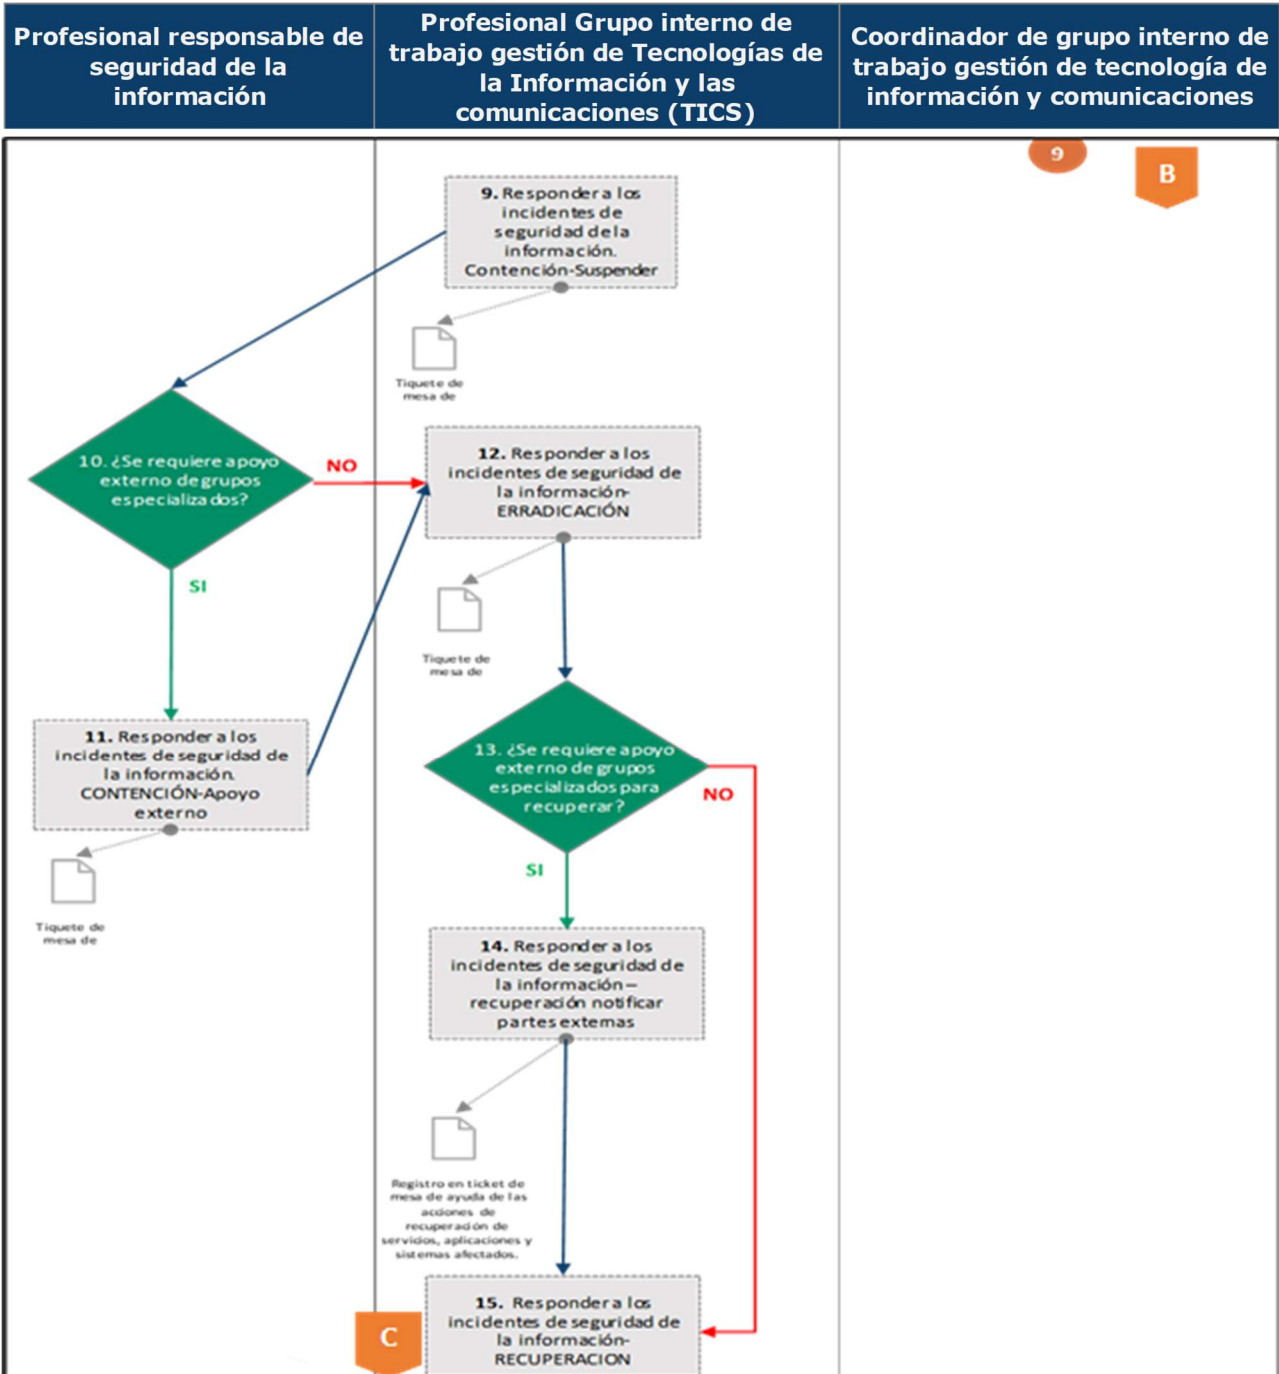 Profesional responsable de
seguridad de la
información
Profesional Grupo interno de
trabajo gestión de Tecnologías de
la Información y las
comunicaciones (TICS)
Coordinador de grupo interno de
trabajo gestión de tecnología de
información y comunicaciones
9
B
9. Responder a los
incidentes de
seguridad de la
información.
Contención-Suspender
Tiquete de
mesa de
10. ¿Se requiere apoyo
externo de grupos
especializados?
NO
SI
12. Responder a los
incidentes de seguridad de
la información-
ERRADICACIÓN
Tiquete de
mesa de
11. Responder a los
incidentes de seguridad de
la información.
CONTENCIÓN-Apoyo
externo
Tiquete de
mesa de
13. ¿Se requiere apoyo
externo de grupos
especializados para
recuperar?
NO
SI
14. Responder a los
incidentes de seguridad de
la información –
recuperación notificar
partes externas
Registro en ticket de
mesa de ayuda de las
acciones de
recuperación de
servicios, aplicaciones y
sistemas afectados.
15. Responder a los
incidentes de seguridad de
la información-
RECUPERACION
C